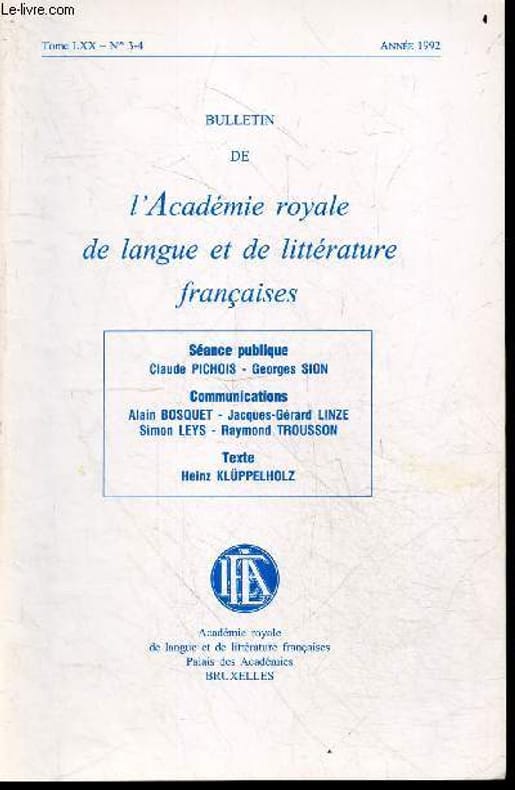 Le-livre.com
Tome LXX – N° 3-4 ANNÉE 1992
BULLETIN
DE
l'Académie royale
de langue et de littérature
françaises
Séance publique
Claude PICHOIS - Georges SION
Communications
Alain BOSQUET - Jacques-Gérard LINZE
Simon LEYS - Raymond TROUSSON
Texte
Heinz KLÜPPELHOLZ
Académie royale
de langue et de littérature françaises
Palais des Académies
BRUXELLES